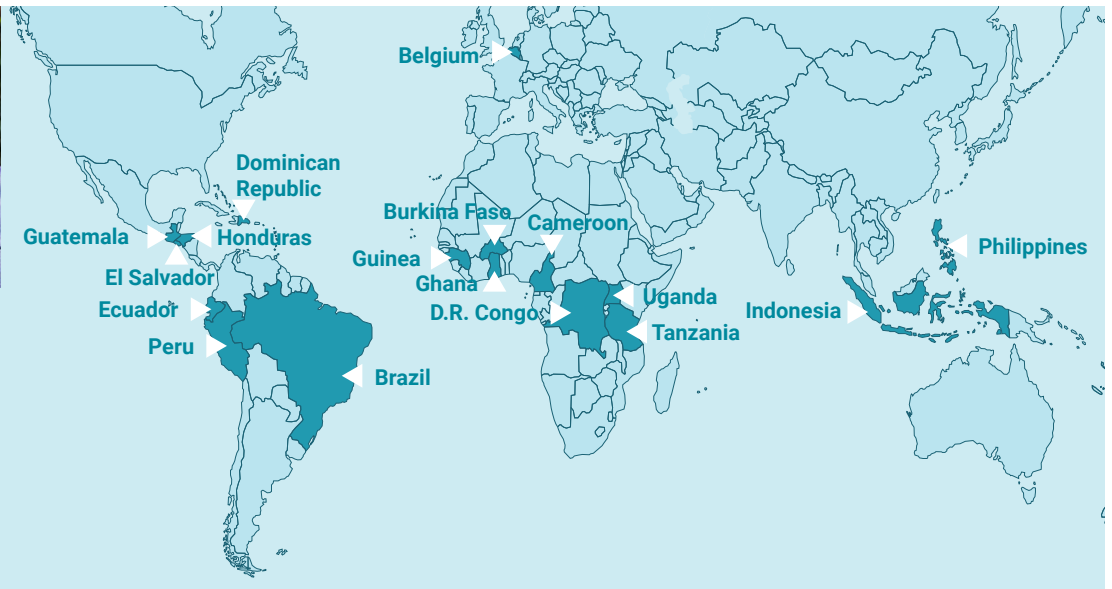 Belgium
Dominican
Republic
Burkina Faso
Cameroon
Guatemala
Honduras
Guinea
Philippines
El Salvador
Ghana
Ecuador
D.R. Congo
Uganda
Indonesia
Tanzania
Peru
Brazil